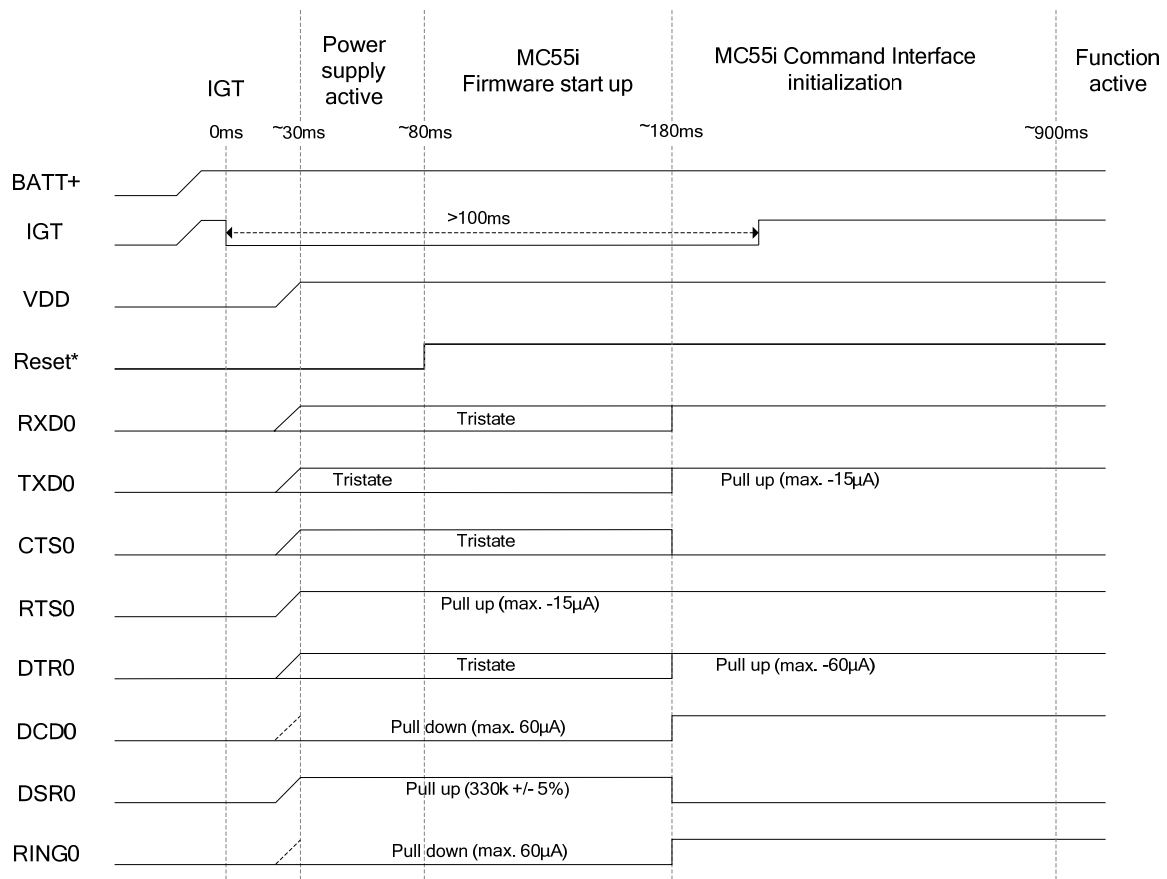 IGT
Power
supply
active
MC55i
Firmware start up
MC55i Command Interface
initialization
Function
active
0ms
~30ms
~80ms
~180ms
~900ms
BATT+
IGT
>100ms
VDD
Reset*
RXD0
Tristate
TXD0
Tristate
Pull up (max. -15µA)
CTS0
Tristate
RTS0
Pull up (max. -15µA)
DTR0
Tristate
Pull up (max. -60µA)
DCD0
Pull down (max. 60µA)
DSR0
Pull up (330k +/- 5%)
RING0
Pull down (max. 60µA)